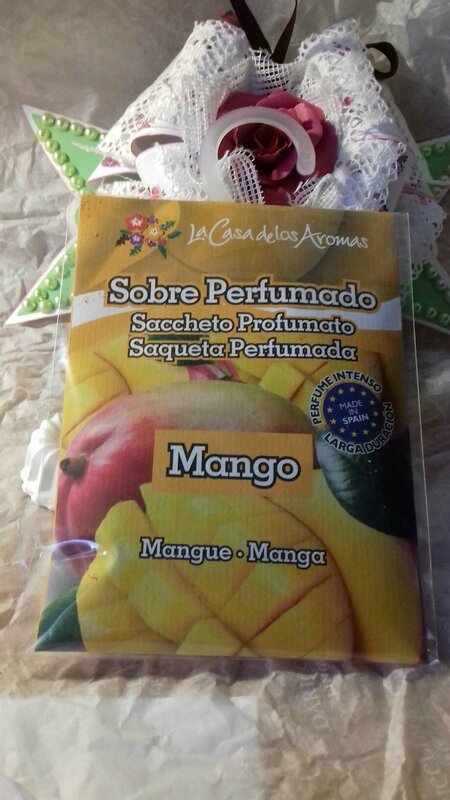 La Casa de los Aromas
Sobre Perfumado
Saccheto Profumato
Saqueta Perfumada
PERFUME INTENSO
MADE
IN
SPAIN
LARGA DURACIÓN
Mango
Mangue · Manga